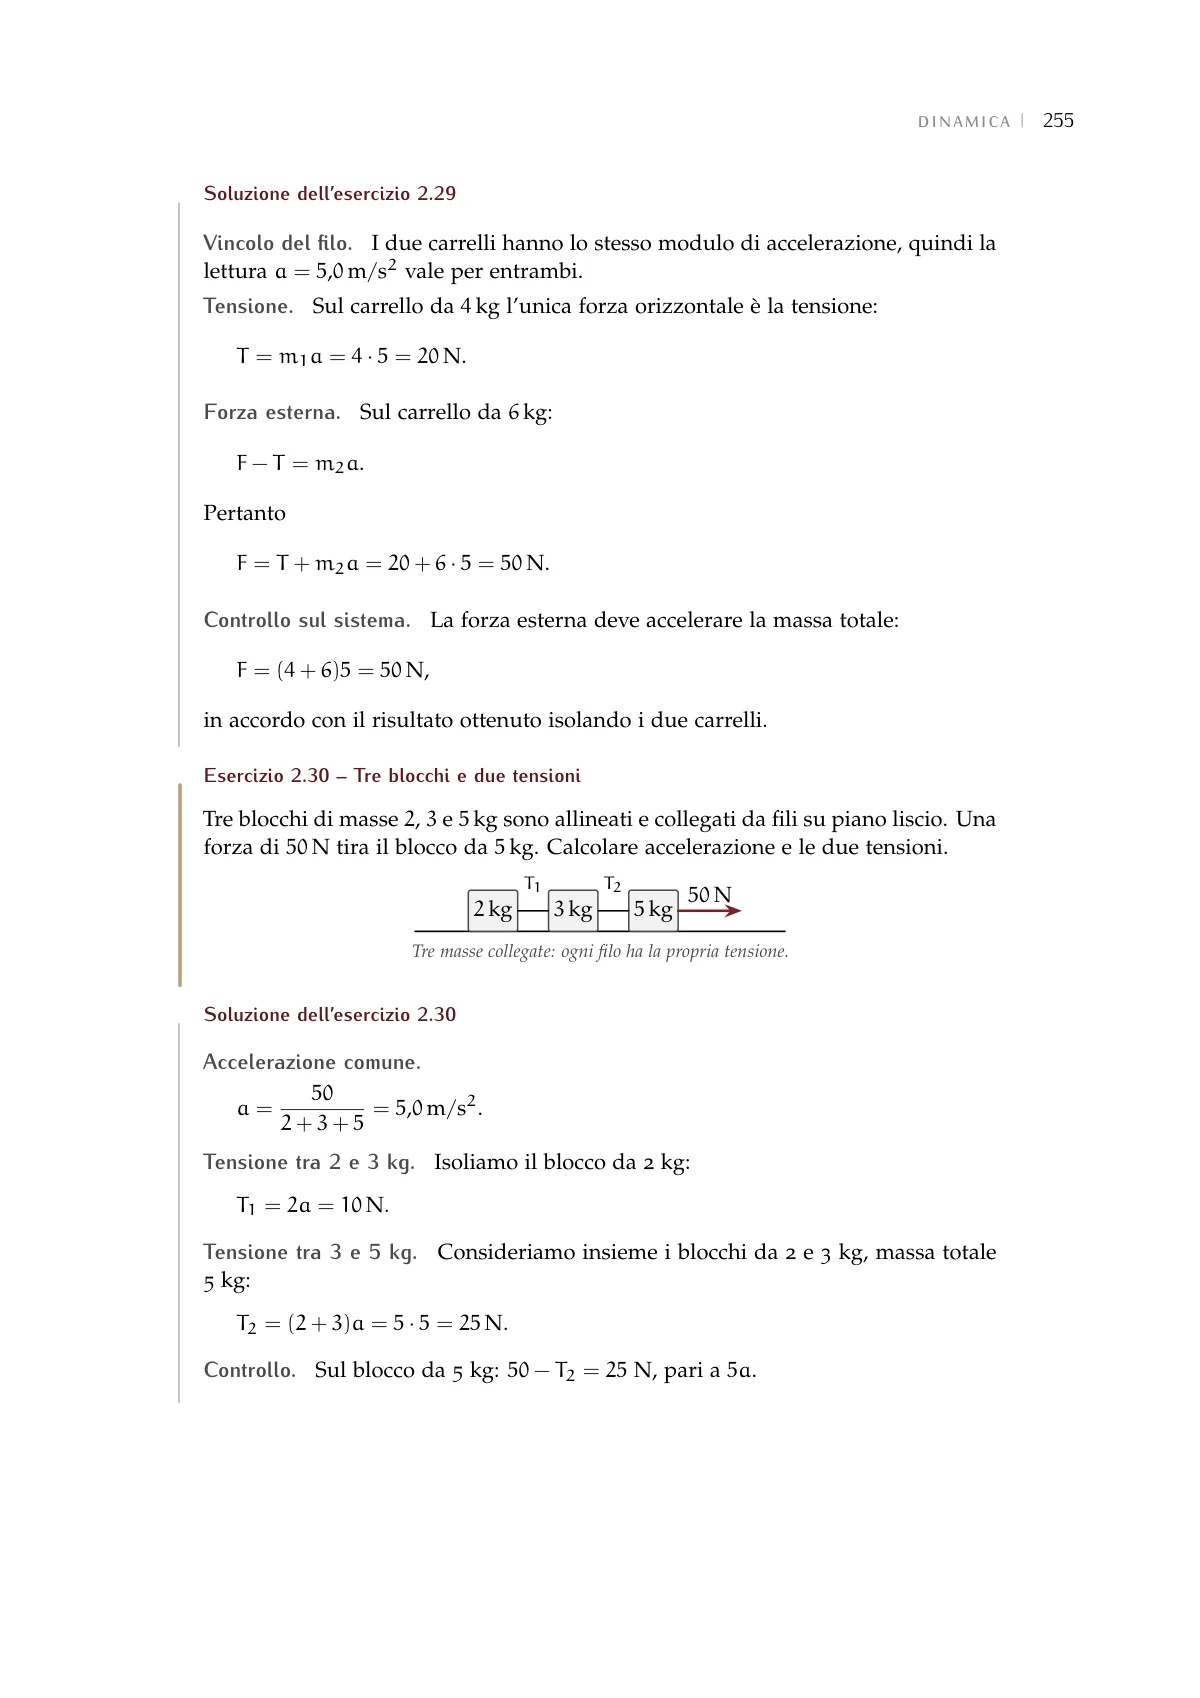 DINAMICA | 255
Soluzione dell'esercizio 2.29
Vincolo del filo. I due carrelli hanno lo stesso modulo di accelerazione, quindi la
lettura a = 5,0 m/s² vale per entrambi.
Tensione. Sul carrello da 4 kg l'unica forza orizzontale è la tensione:
T = m₁a = 4 · 5 = 20 N.
Forza esterna. Sul carrello da 6 kg:
F − T = m₂a.
Pertanto
F = T + m₂a = 20 + 6 · 5 = 50 N.
Controllo sul sistema. La forza esterna deve accelerare la massa totale:
F = (4 + 6)5 = 50 N,
in accordo con il risultato ottenuto isolando i due carrelli.
Esercizio 2.30 – Tre blocchi e due tensioni
Tre blocchi di masse 2, 3 e 5 kg sono allineati e collegati da fili su piano liscio. Una
forza di 50 N tira il blocco da 5 kg. Calcolare accelerazione e le due tensioni.
T₁ T₂ 50 N
2 kg 3 kg 5 kg
Tre masse collegate: ogni filo ha la propria tensione.
Soluzione dell'esercizio 2.30
Accelerazione comune.
a = 50 / (2 + 3 + 5) = 5,0 m/s².
Tensione tra 2 e 3 kg. Isoliamo il blocco da 2 kg:
T₁ = 2a = 10 N.
Tensione tra 3 e 5 kg. Consideriamo insieme i blocchi da 2 e 3 kg, massa totale
5 kg:
T₂ = (2 + 3)a = 5 · 5 = 25 N.
Controllo. Sul blocco da 5 kg: 50 − T₂ = 25 N, pari a 5a.